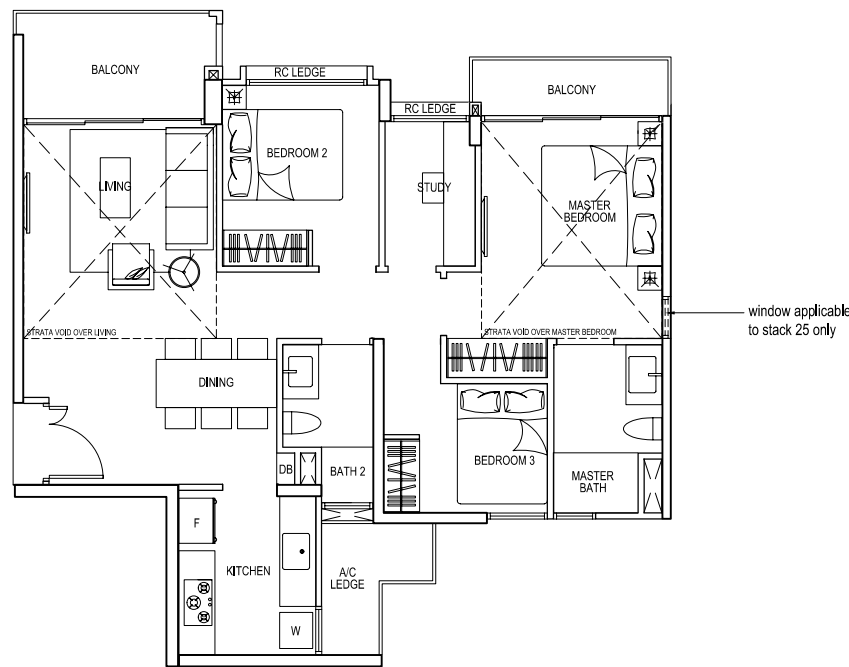 BALCONY
RC LEDGE
BALCONY
RC LEDGE
BEDROOM 2
LIVING
STUDY
MASTER
BEDROOM
window applicable
to stack 25 only
STRATA VOID OVER LIVING
STRATA VOID OVER MASTER BEDROOM
DINING
BEDROOM 3
DB
BATH 2
MASTER
BATH
F
KITCHEN
A/C
LEDGE
W